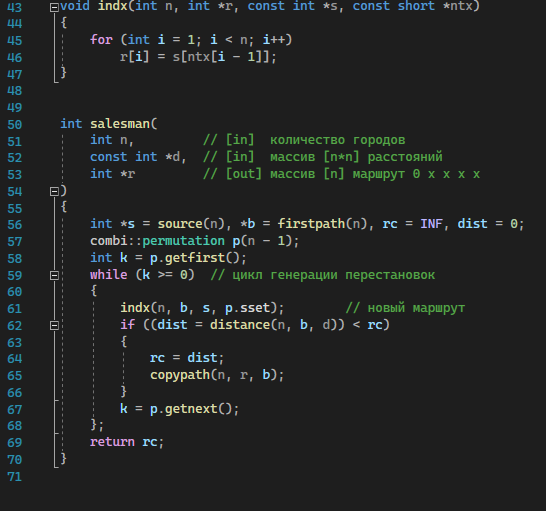 43 void indx(int n, int *r, const int *s, const short *ntx)
44 {
45     for (int i = 1; i < n; i++)
46         r[i] = s[ntx[i - 1]];
47 }
48
49
50 int salesman(
51     int n,         // [in]  количество городов
52     const int *d,  // [in]  массив [n*n] расстояний
53     int *r         // [out] массив [n] маршрут 0 x x x x
54 )
55 {
56     int *s = source(n), *b = firstpath(n), rc = INF, dist = 0;
57     combi::permutation p(n - 1);
58     int k = p.getfirst();
59     while (k >= 0)  // цикл генерации перестановок
60     {
61         indx(n, b, s, p.sset);        // новый маршрут
62         if ((dist = distance(n, b, d)) < rc)
63         {
64             rc = dist;
65             copypath(n, r, b);
66         }
67         k = p.getnext();
68     };
69     return rc;
70 }
71